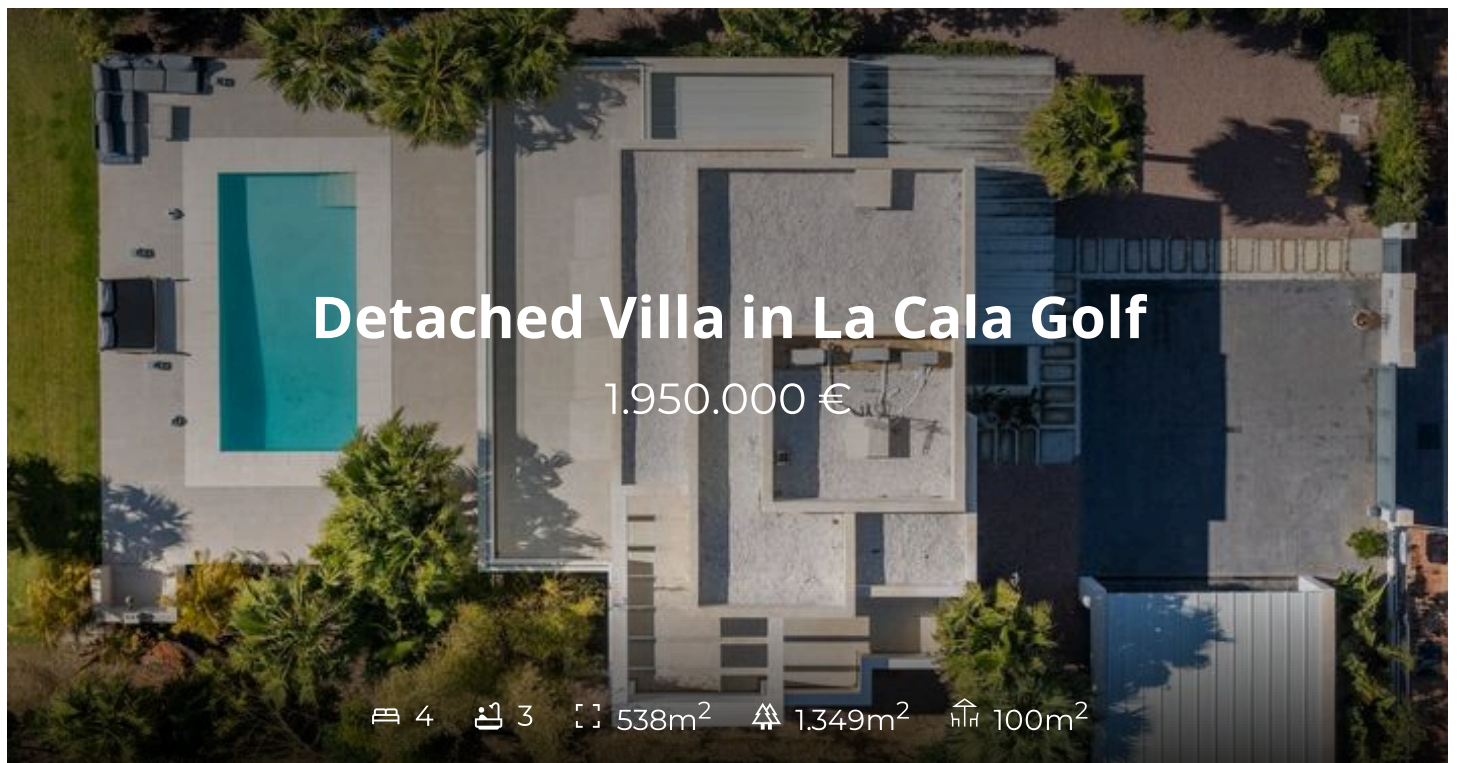 Detached Villa in La Cala Golf
1.950.000 €
4 3 538m² 1.349m² 100m²